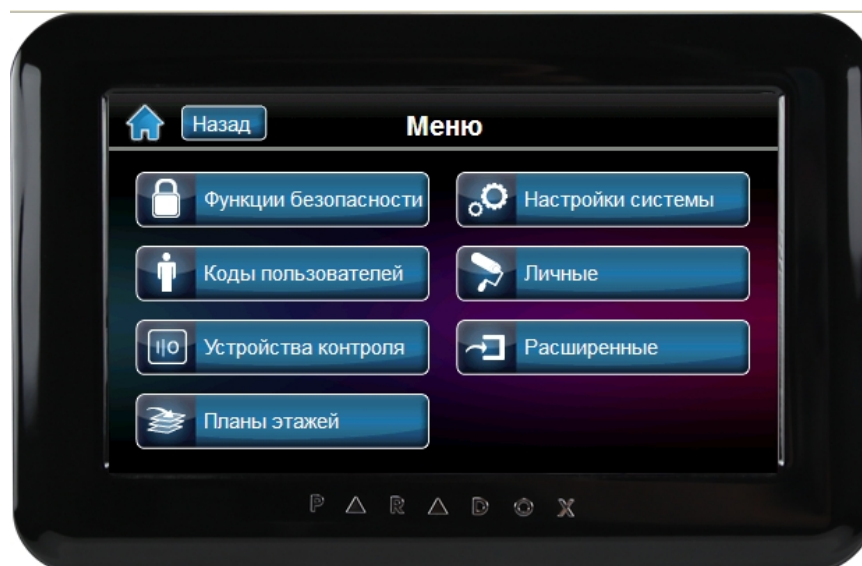 Назад
Меню
Функции безопасности
Настройки системы
Коды пользователей
Личные
Устройства контроля
Расширенные
Планы этажей
PARADOX